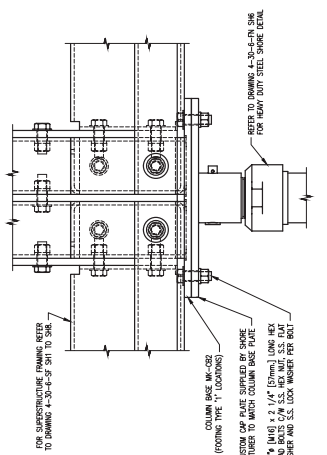 FOR SUPERSTRUCTURE FRAMING REFER
TO DRAWING 4-30-6-SF SH1 TO SH8.
REFER TO DRAWING 4-30-6-FN SH6
FOR HEAVY DUTY STEEL SHORE DETAIL
COLUMN BASE MK-CB2
(FOOTING TYPE '1' LOCATIONS)
STOM CAP PLATE SUPPLIED BY SHORE
TURER TO MATCH COLUMN BASE PLATE
"ø [M16] x 2 1/4" [57mm] LONG HEX
D BOLTS C/W S.S. HEX NUT, S.S. FLAT
SHER AND S.S. LOCK WASHER PER BOLT